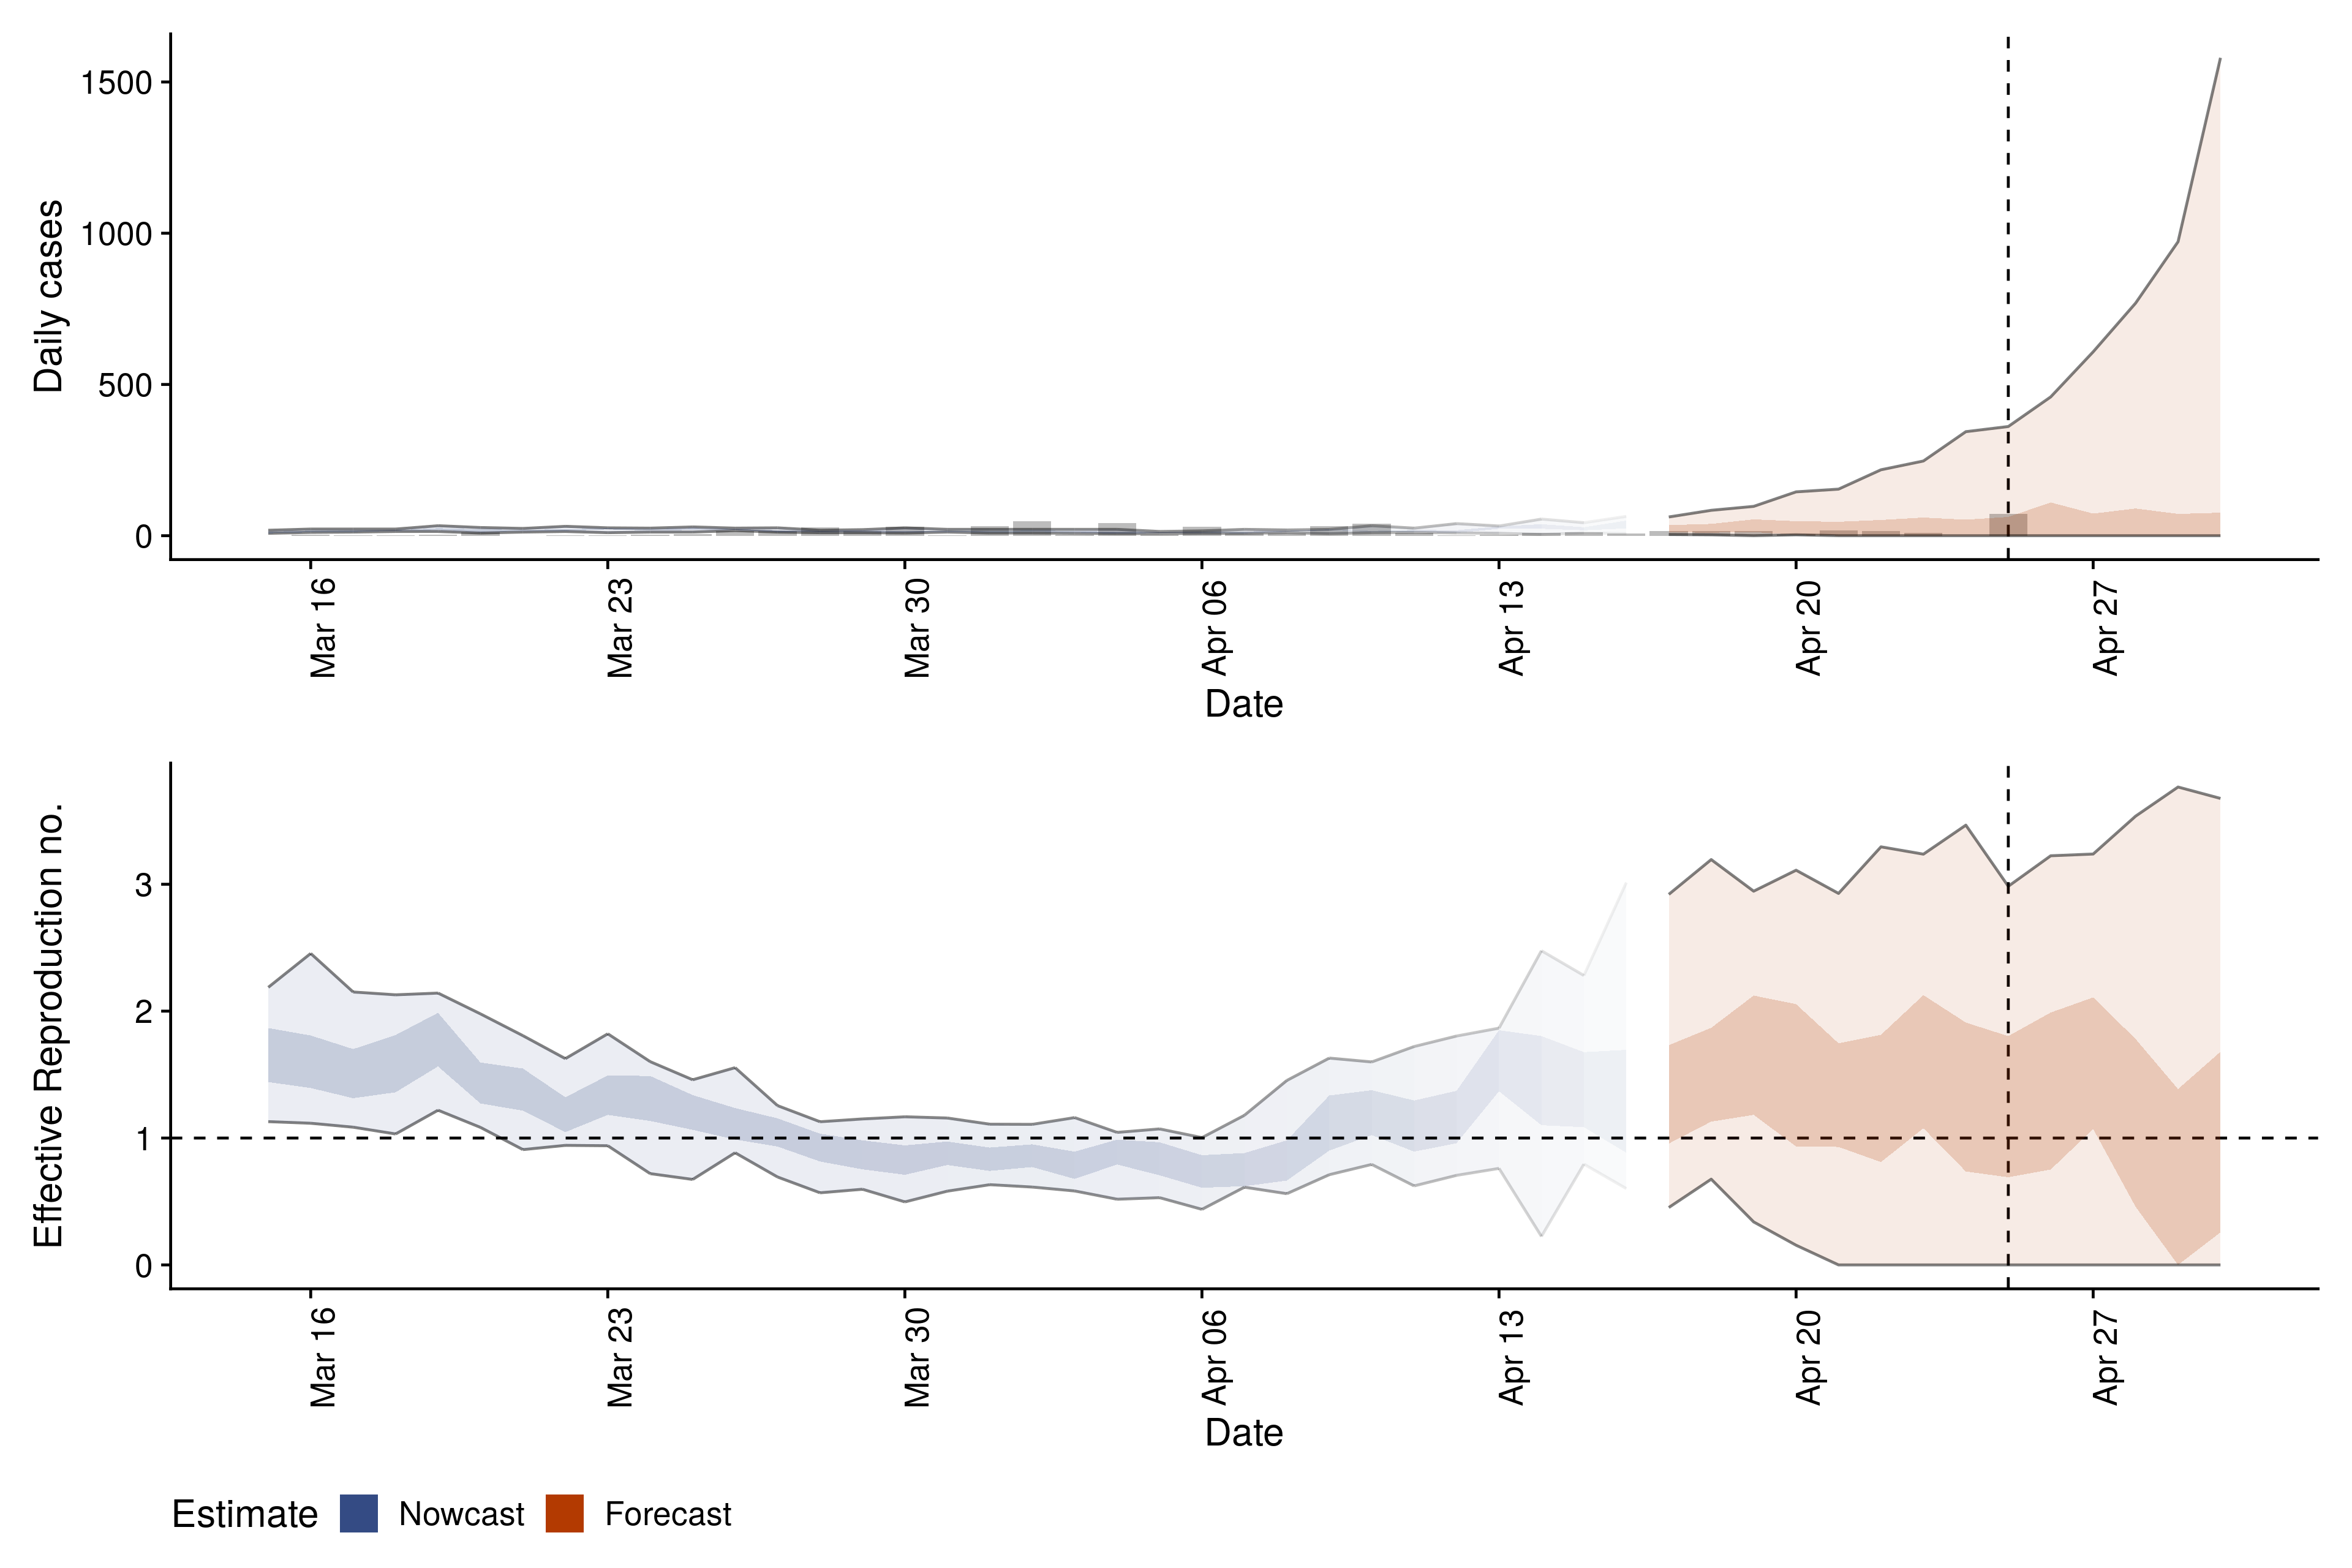 Daily cases
1500
1000
500
0
Mar 16
Mar 23
Mar 30
Apr 06
Apr 13
Apr 20
Apr 27
Date
Effective Reproduction no.
3
2
1
0
Mar 16
Mar 23
Mar 30
Apr 06
Apr 13
Apr 20
Apr 27
Date
Estimate Nowcast Forecast